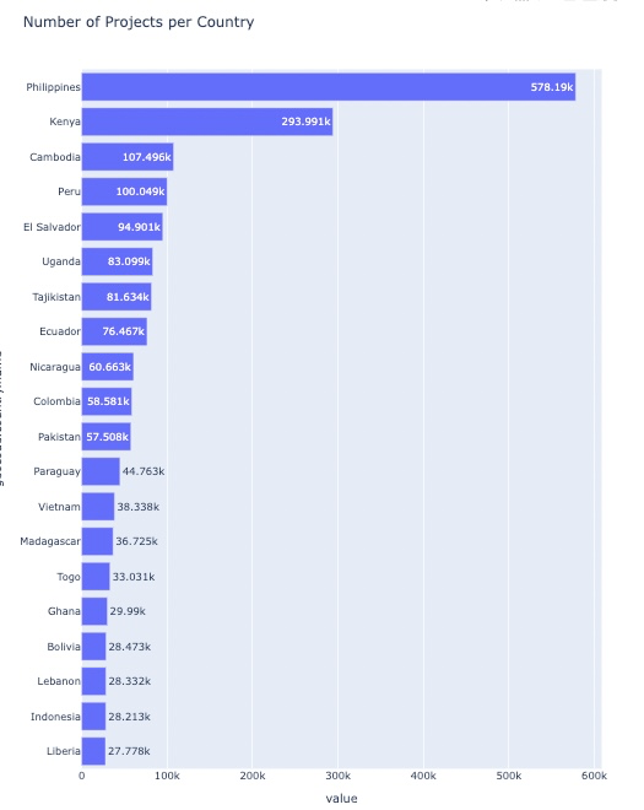 Number of Projects per Country
Philippines 578.19k
Kenya 293.991k
Cambodia 107.496k
Peru 100.049k
El Salvador 94.901k
Uganda 83.099k
Tajikistan 81.634k
Ecuador 76.467k
Nicaragua 60.663k
Colombia 58.581k
Pakistan 57.508k
Paraguay 44.763k
Vietnam 38.338k
Madagascar 36.725k
Togo 33.031k
Ghana 29.99k
Bolivia 28.473k
Lebanon 28.332k
Indonesia 28.213k
Liberia 27.778k
0 100k 200k 300k 400k 500k 600k
value